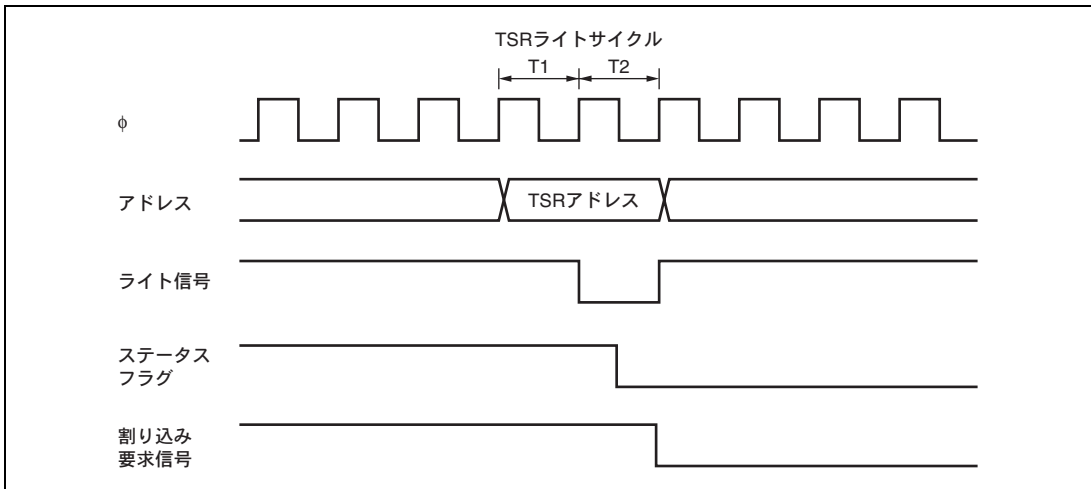 TSRライトサイクル
T1
T2
φ
アドレス
TSRアドレス
ライト信号
ステータス
フラグ
割り込み
要求信号